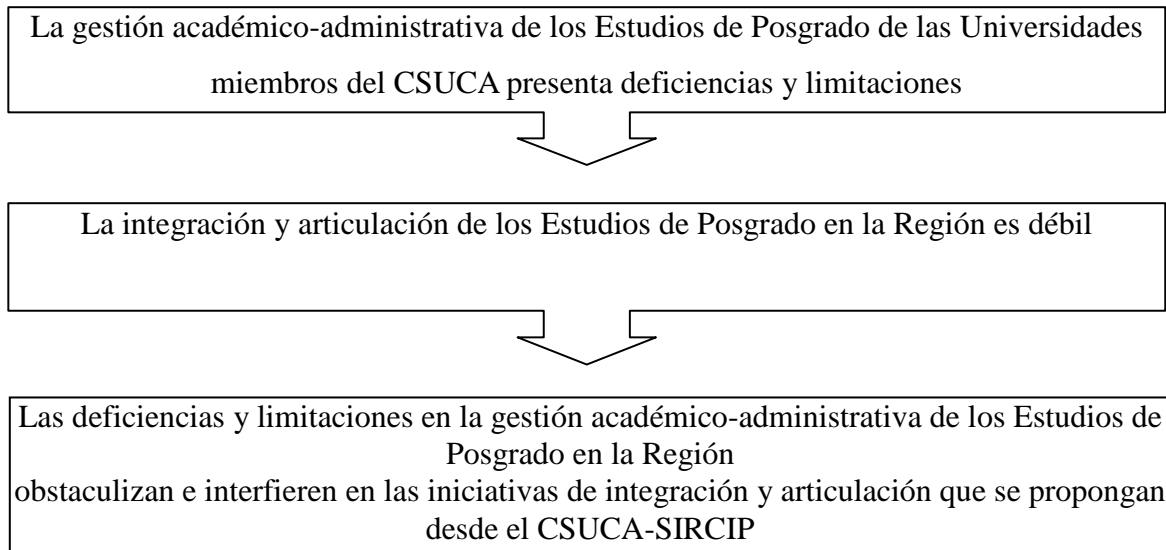 La gestión académico-administrativa de los Estudios de Posgrado de las Universidades
miembros del CSUCA presenta deficiencias y limitaciones
La integración y articulación de los Estudios de Posgrado en la Región es débil
Las deficiencias y limitaciones en la gestión académico-administrativa de los Estudios de
Posgrado en la Región
obstaculizan e interfieren en las iniciativas de integración y articulación que se propongan
desde el CSUCA-SIRCIP